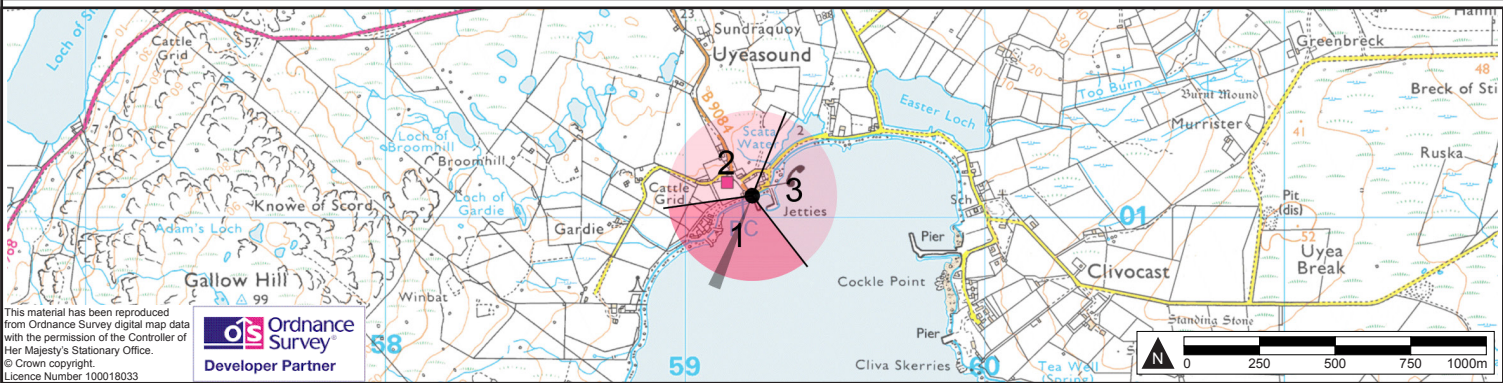 Loch of
Cattle
Grid
57
7
23
Sundraquoy
Uyeasound
B 9084
Easter Loch
Too Burn
Burnt Mound
Greenbreck
48
Breck of Sti
Murrister
41
Ruska
Loch of
Broomhill
Broomhill
Scata
Water
2
2
3
1
Cattle
Grid
Jetties
Sch
01
Pit
(dis)
52
Uyea
Break
Knowe of Scord
Loch of
Gardie
Gardie
Adam's Loch
Gallow Hill
99
Winbat
Pier
Cockle Point
Clivocast
Pier
Cliva Skerries
Standing Stone
Tea Well
(Spring)
58
59
60
This material has been reproduced
from Ordnance Survey digital map data
with the permission of the Controller of
Her Majesty's Stationary Office.
© Crown copyright.
Licence Number 100018033
OS Ordnance
Survey®
Developer Partner
N
0 250 500 750 1000m